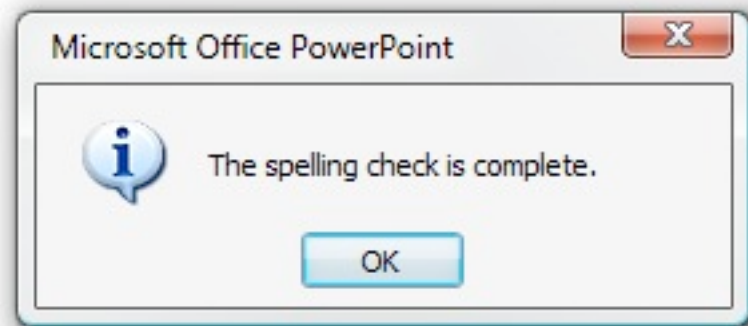 Microsoft Office PowerPoint
The spelling check is complete.
OK